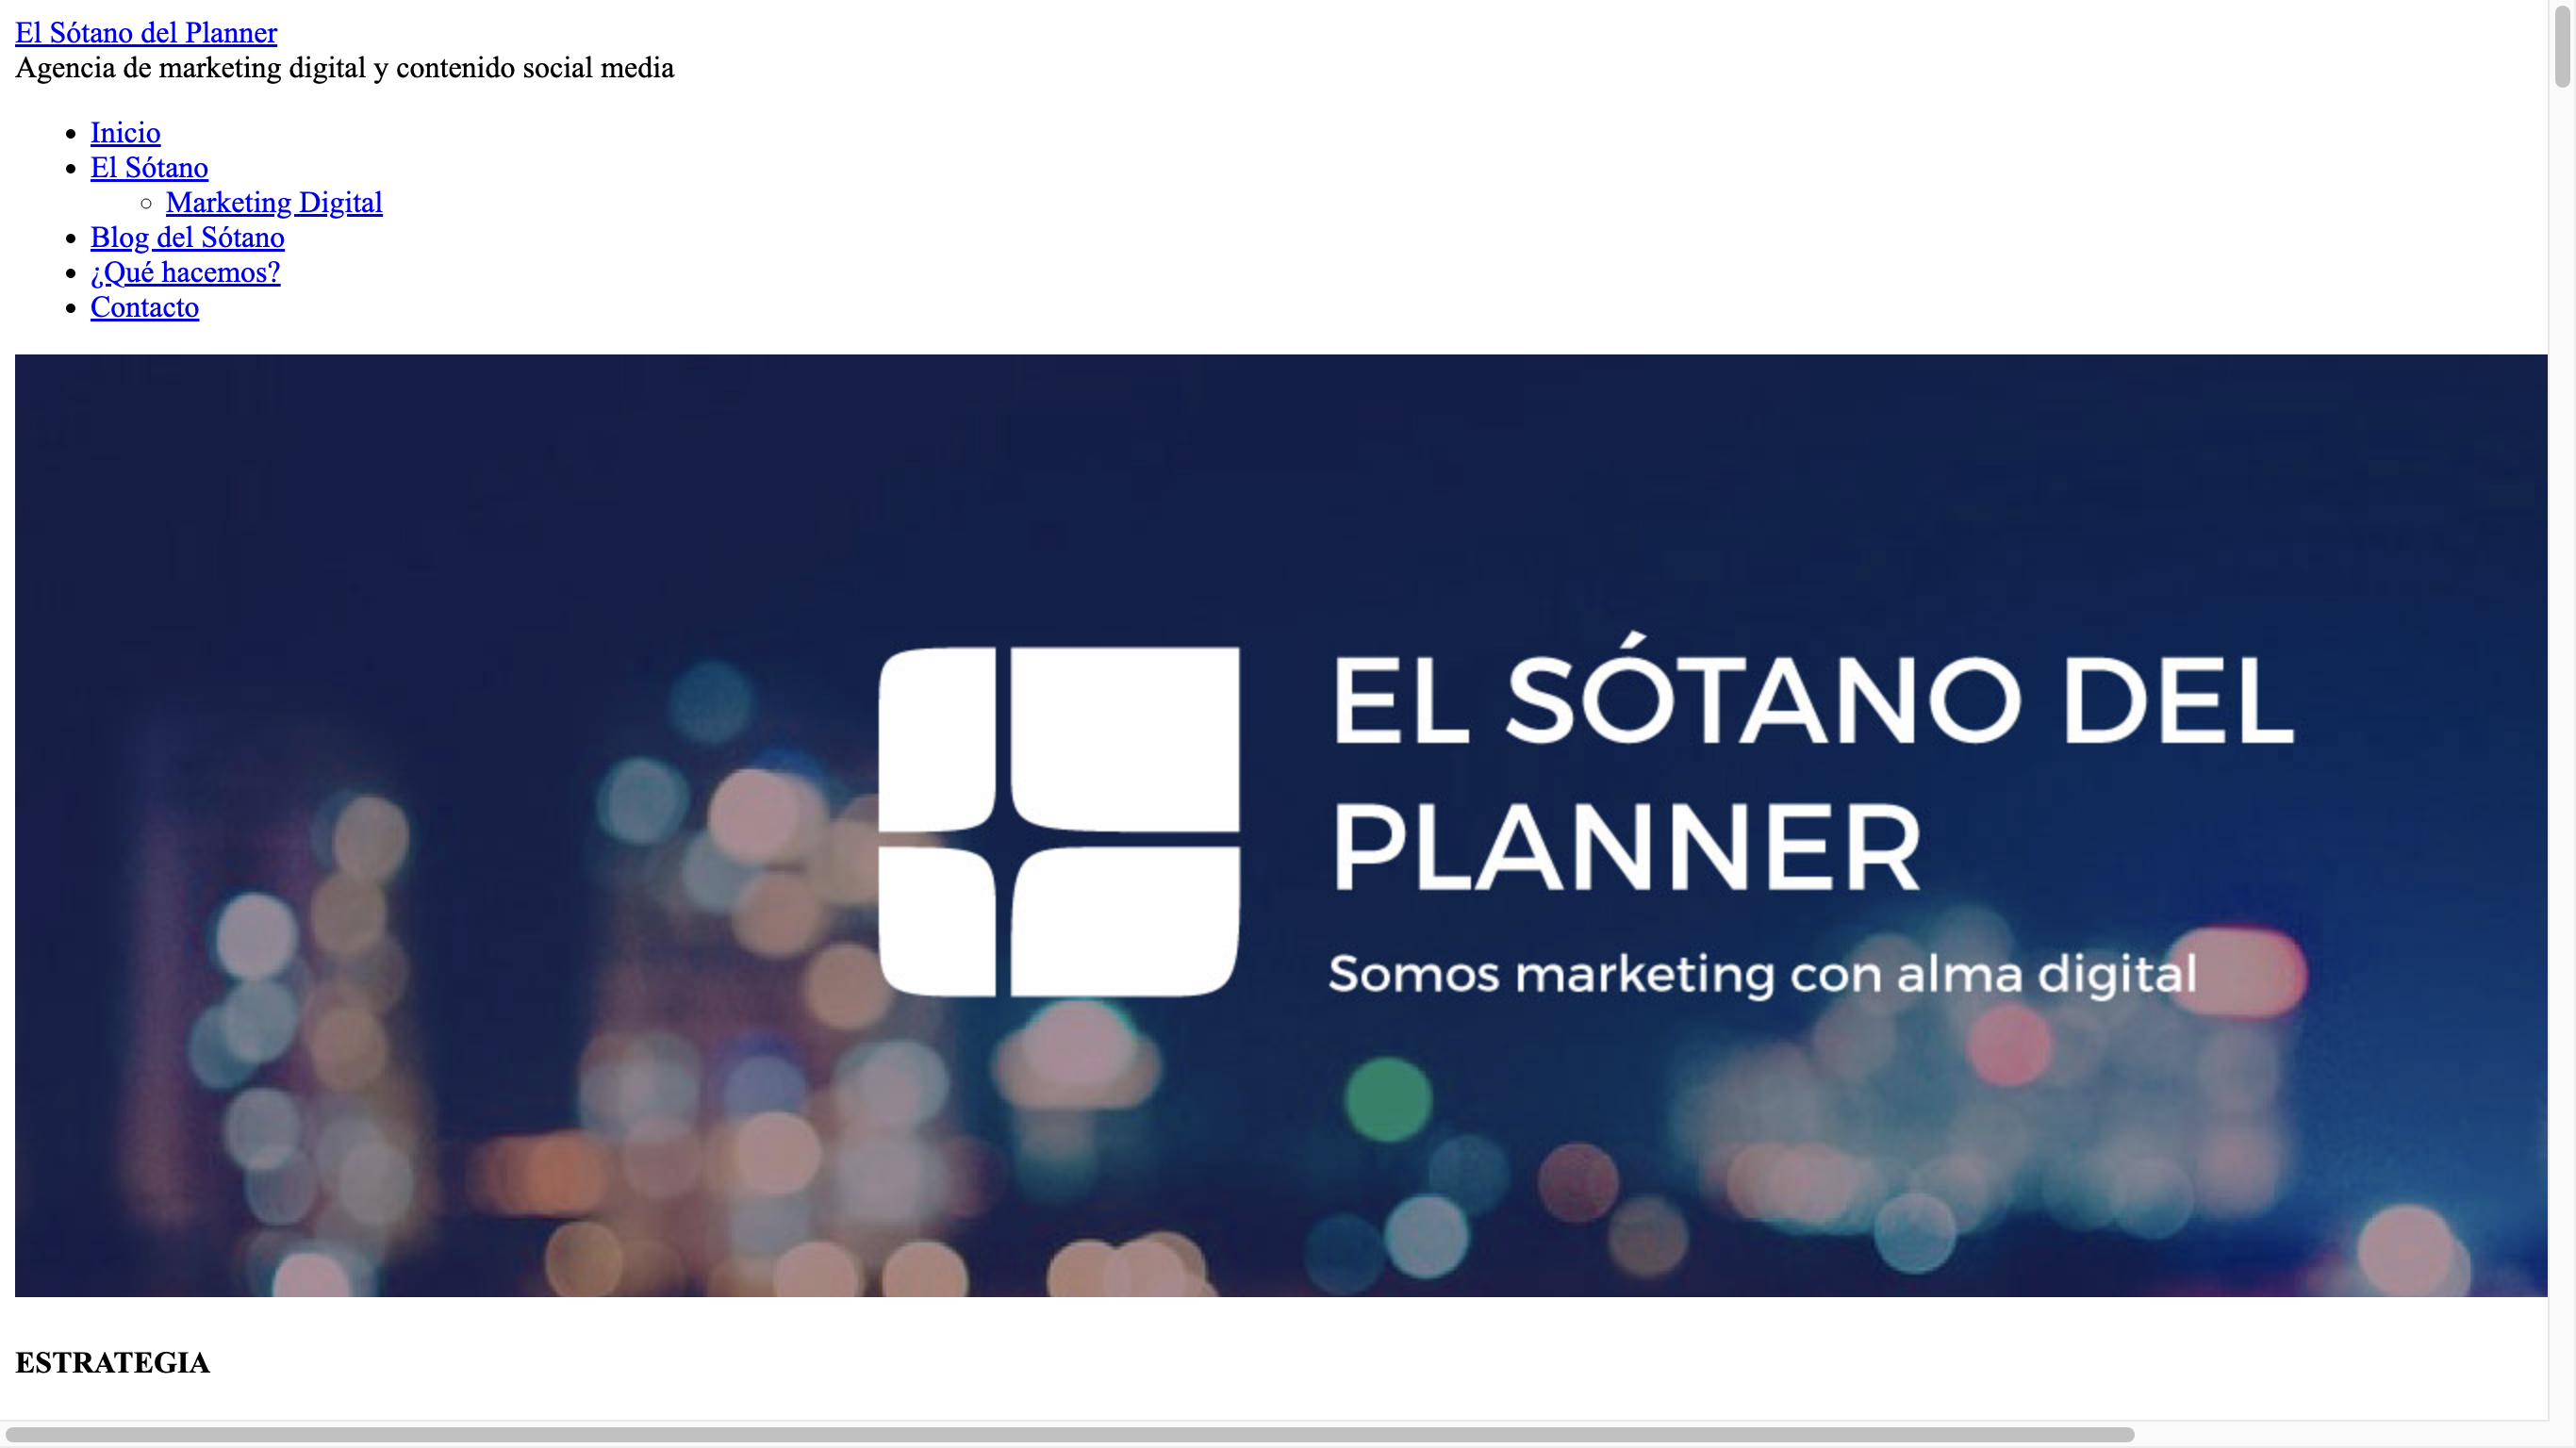 El Sótano del Planner
Agencia de marketing digital y contenido social media
Inicio
El Sótano
Marketing Digital
Blog del Sótano
¿Qué hacemos?
Contacto
EL SÓTANO DEL
PLANNER
Somos marketing con alma digital
ESTRATEGIA